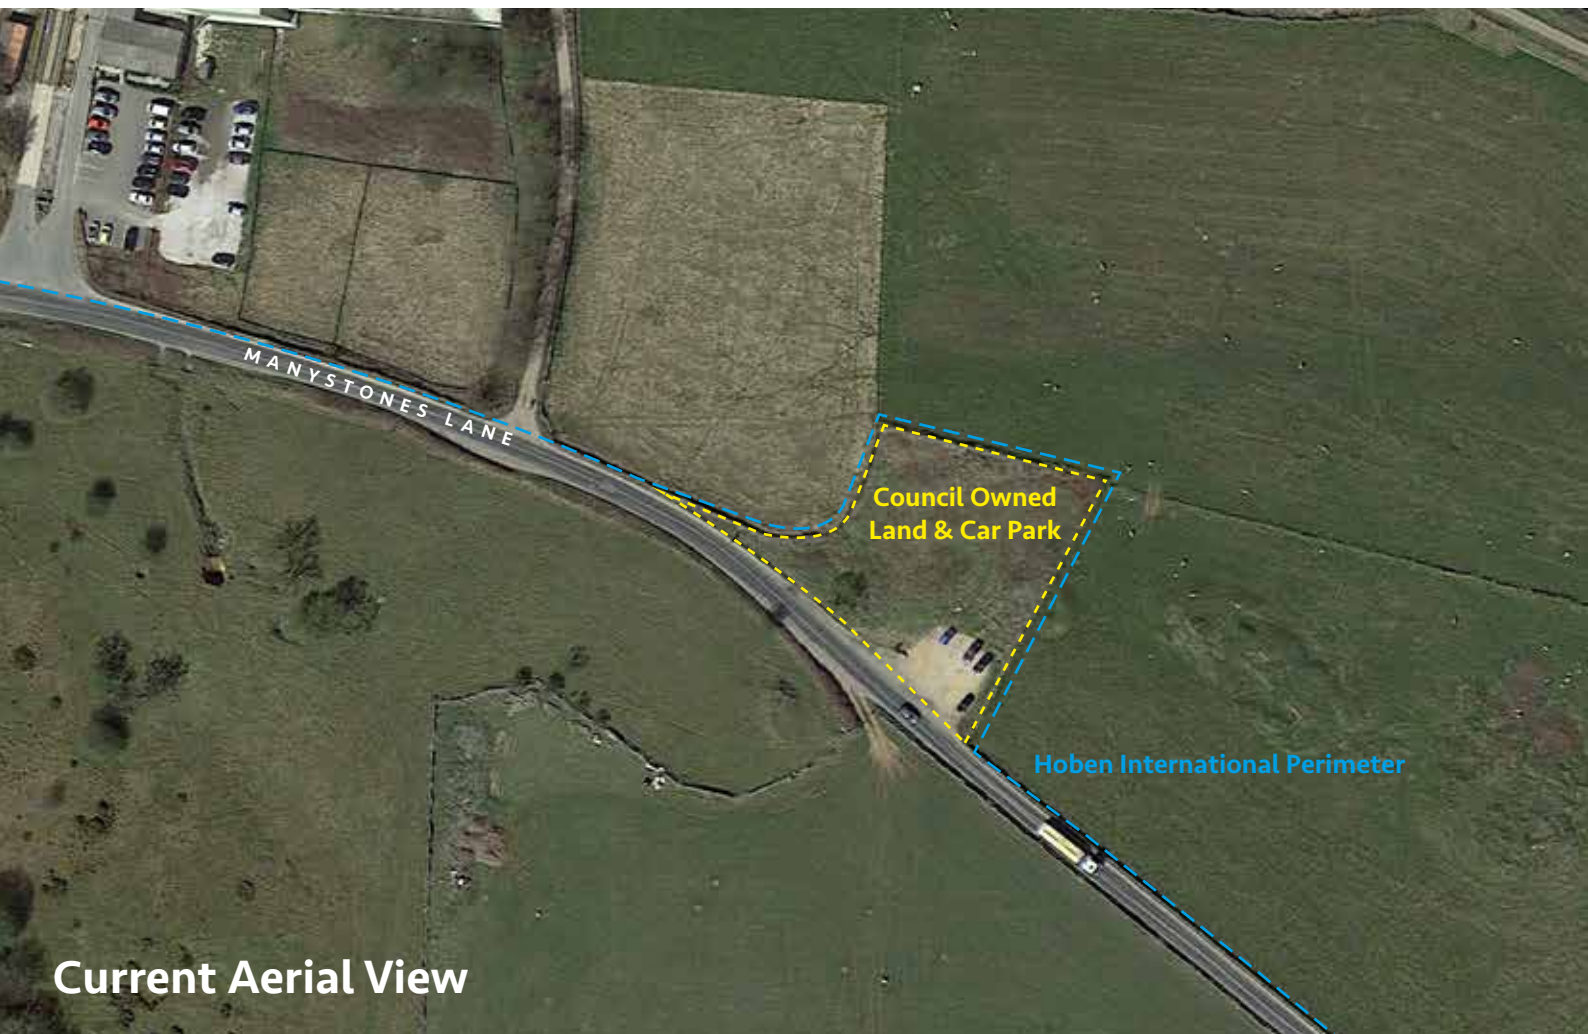 MANYSTONES LANE
Council Owned
Land & Car Park
Hoben International Perimeter
Current Aerial View